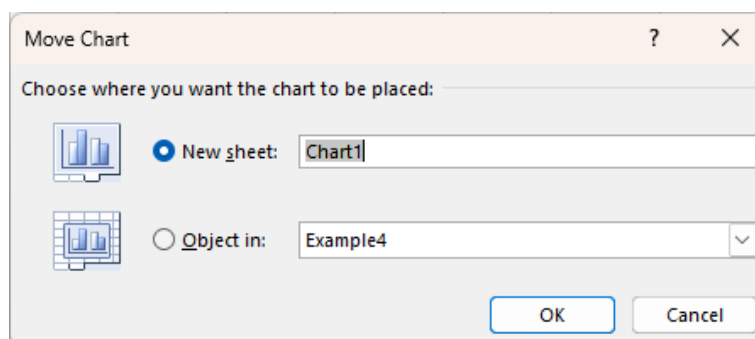 Move Chart ?
Choose where you want the chart to be placed:
New sheet: Chart1
Object in: Example4
OK Cancel